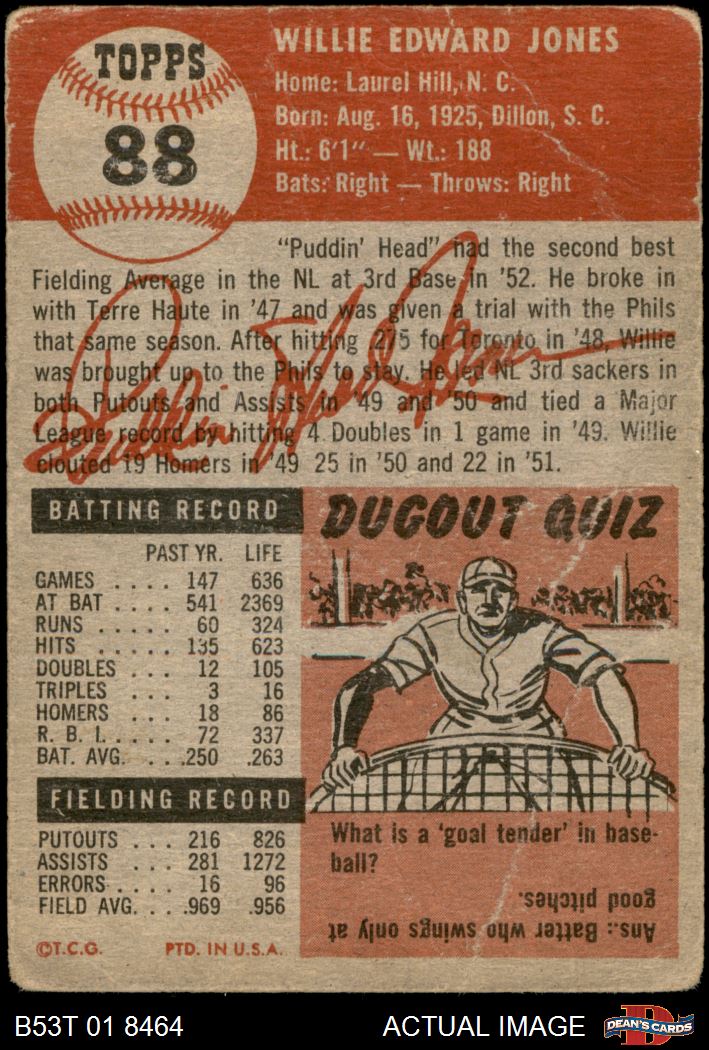 TOPPS
88
WILLIE EDWARD JONES
Home: Laurel Hill, N. C.
Born: Aug. 16, 1925, Dillon, S. C.
Ht.: 6'1" — Wt.: 188
Bats: Right — Throws: Right
"Puddin' Head" had the second best
Fielding Average in the NL at 3rd Base in '52. He broke in
with Terre Haute in '47 and was given a trial with the Phils
that same season. After hitting .275 for Toronto in '48, Willie
was brought up to the Phils to stay. He led NL 3rd sackers in
both Putouts and Assists in '49 and '50 and tied a Major
League record by hitting 4 Doubles in 1 game in '49. Willie
clouted 19 Homers in '49 25 in '50 and 22 in '51.
Puddin' Head Jones
BATTING RECORD
PAST YR. LIFE
GAMES .... 147 636
AT BAT .... 541 2369
RUNS ..... 60 324
HITS ..... 135 623
DOUBLES ... 12 105
TRIPLES ... 3 16
HOMERS ... 18 86
R. B. I. .... 72 337
BAT. AVG. ... .250 .263
FIELDING RECORD
PUTOUTS ... 216 826
ASSISTS ... 281 1272
ERRORS .... 16 96
FIELD AVG. ... .969 .956
©T.C.G. PTD. IN U.S.A.
DUGOUT QUIZ
What is a 'goal tender' in base-
ball?
Ans.: Batter who swings only at
good pitches.
B53T 01 8464
ACTUAL IMAGE
D
DEAN'S CARDS